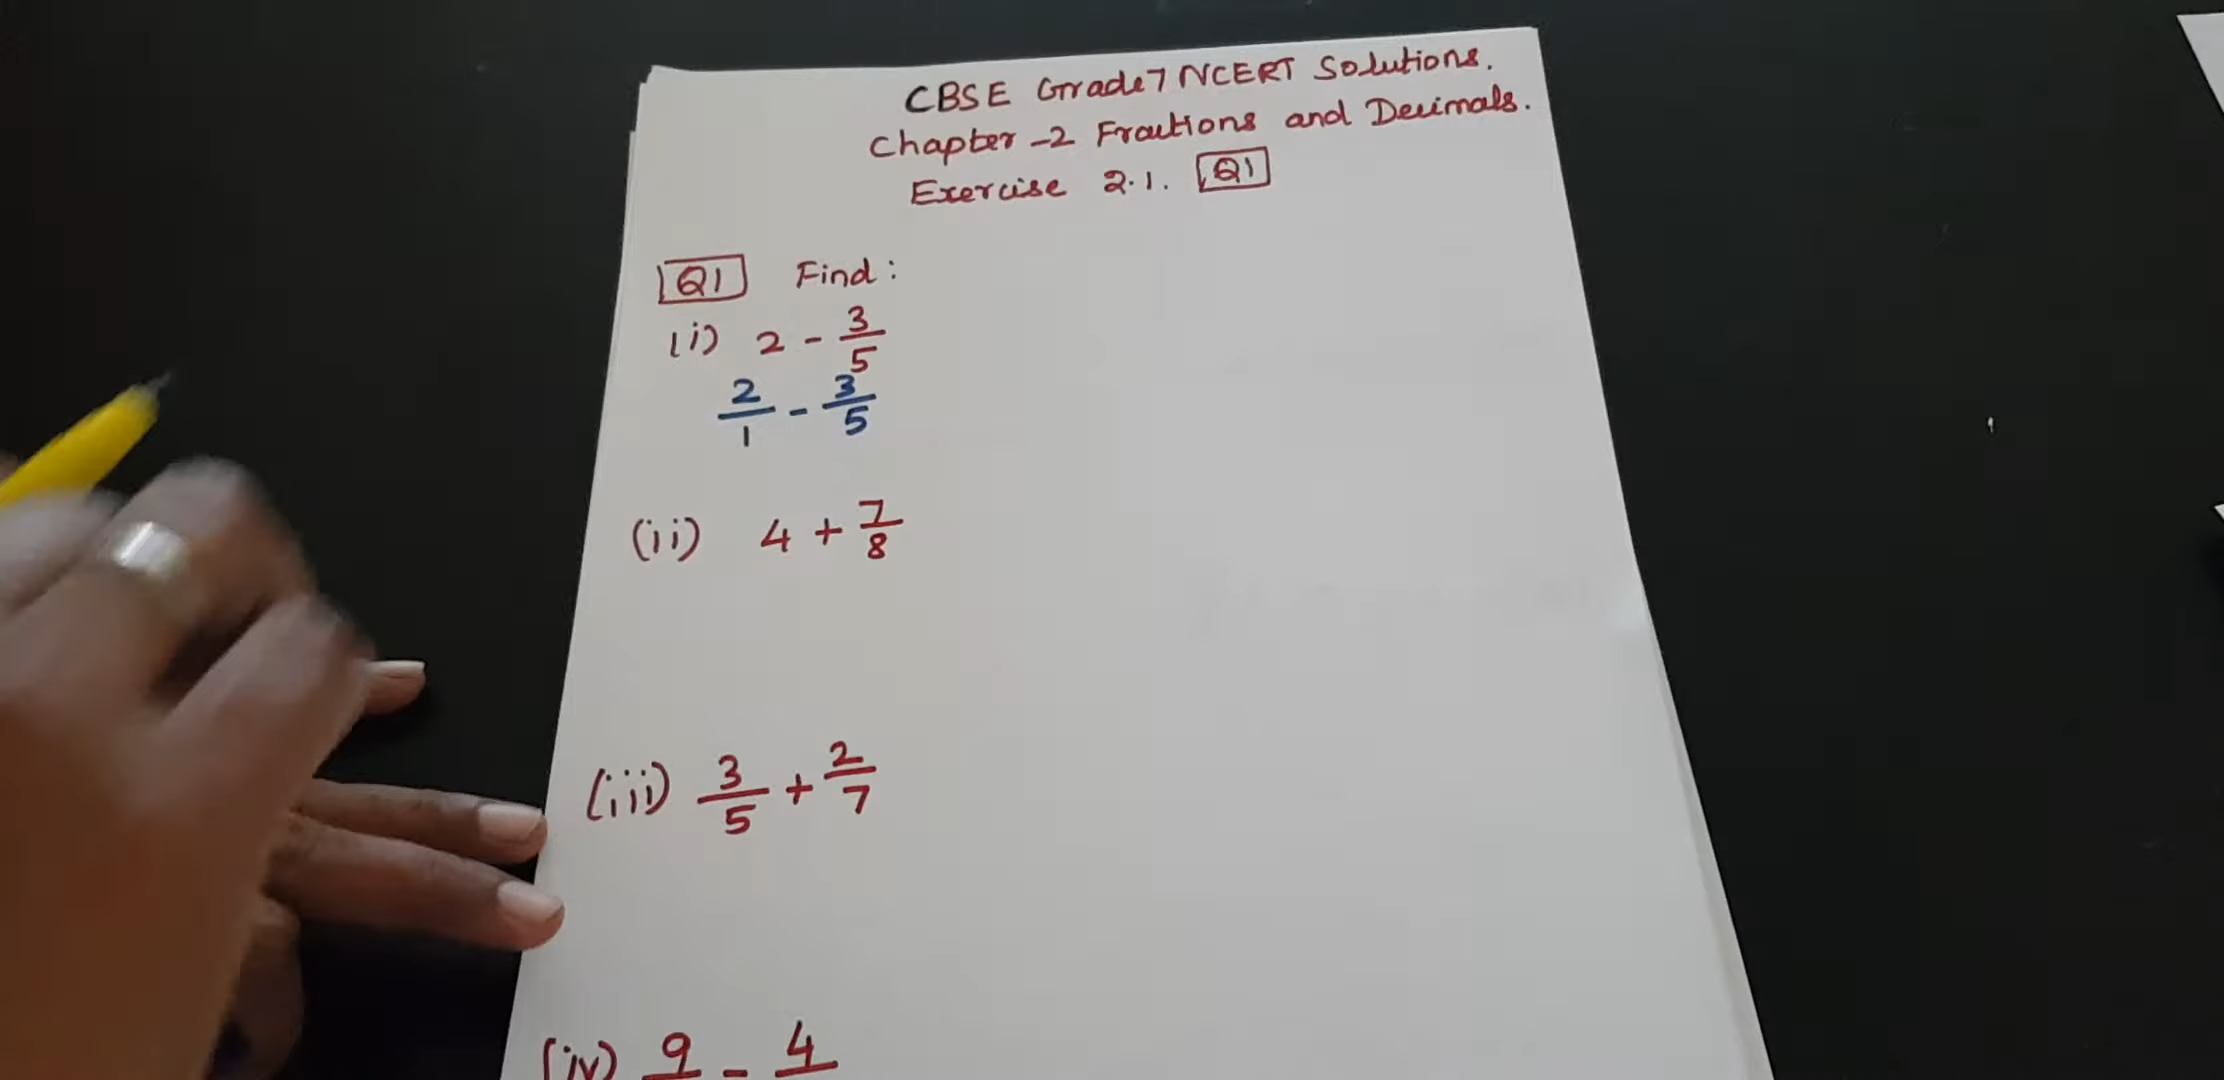 CBSE Grade 7 NCERT Solutions.
Chapter -2 Fractions and Decimals.
Exercise 2.1. Q1
Q1 Find :
(i) 2 - 3/5
2/1 - 3/5
(ii) 4 + 7/8
(iii) 3/5 + 2/7
(iv) 9 - 4